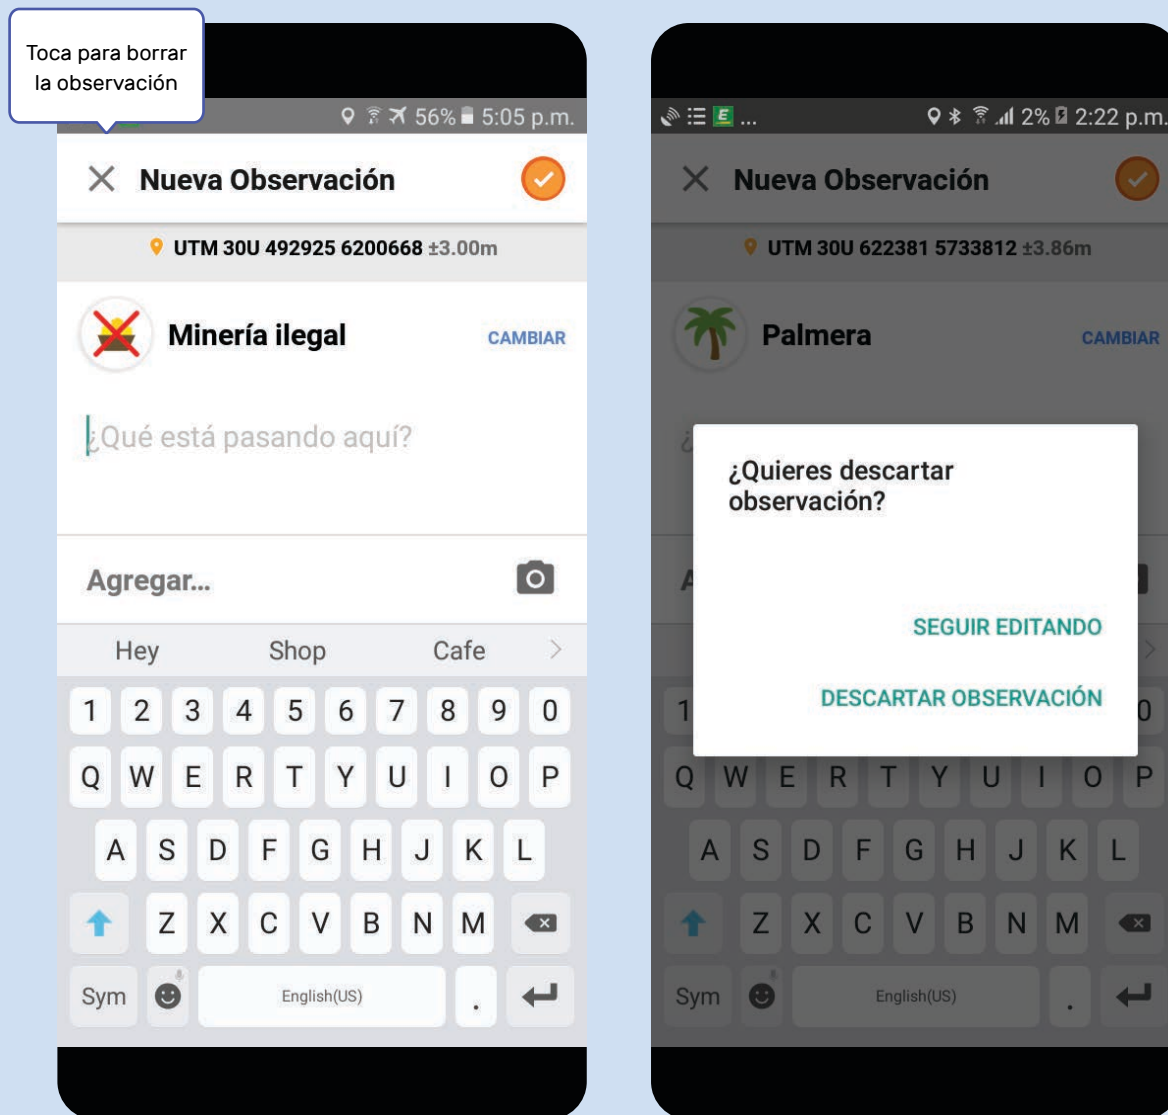 Toca para borrar
la observación
56% 5:05 p.m.
Nueva Observación
UTM 30U 492925 6200668 ±3.00m
Minería ilegal
CAMBIAR
¿Qué está pasando aquí?
Agregar...
Hey Shop Cafe
1 2 3 4 5 6 7 8 9 0
Q W E R T Y U I O P
A S D F G H J K L
Z X C V B N M
Sym English(US) .
E ... 2% 2:22 p.m.
Nueva Observación
UTM 30U 622381 5733812 ±3.86m
Palmera
CAMBIAR
¿
¿Quieres descartar
observación?
A
SEGUIR EDITANDO
DESCARTAR OBSERVACIÓN
1 0
Q W E R T Y U I O P
A S D F G H J K L
Z X C V B N M
Sym English(US) .